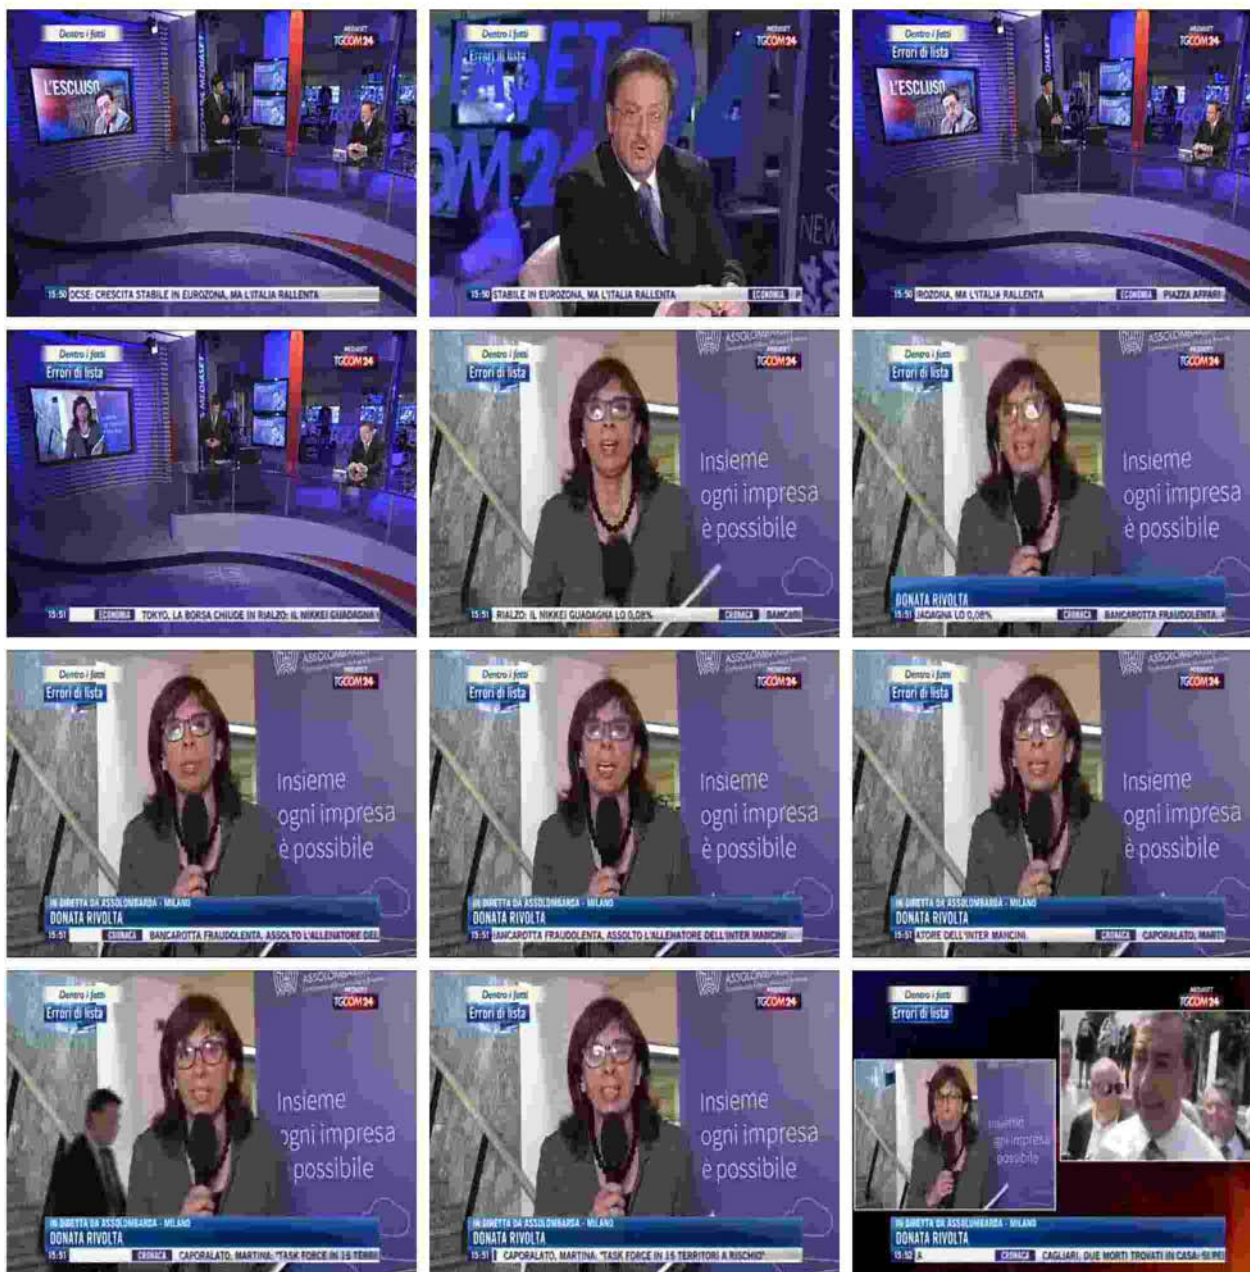 Dentro i fatti
MEDIASET
TGCOM24
L'ESCLUSO
15:50 OCSE: CRESCITA STABILE IN EUROZONA, MA L'ITALIA RALLENTA
Dentro i fatti
Errori di lista
MEDIASET
TGCOM24
NEW
15:50 STABILE IN EUROZONA, MA L'ITALIA RALLENTA ECONOMIA
Dentro i fatti
Errori di lista
MEDIASET
TGCOM24
L'ESCLUSO
15:50 ROZONA, MA L'ITALIA RALLENTA ECONOMIA PIAZZA AFFARI
Dentro i fatti
Errori di lista
MEDIASET
TGCOM24
15:51 ECONOMIA TOKYO, LA BORSA CHIUDE IN RIALZO: IL NIKKEI GUADAGNA
Dentro i fatti
Errori di lista
MEDIASET
TGCOM24
Insieme
ogni impresa
è possibile
15:51 RIALZO: IL NIKKEI GUADAGNA LO 0,08% CRONACA
Dentro i fatti
Errori di lista
ASSOLOMBARDA
TGCOM24
Insieme
ogni impresa
è possibile
DONATA RIVOLTA
15:51 LO 0,08% CRONACA BANCAROTTA FRAUDOLENTA,
Dentro i fatti
Errori di lista
ASSOLOMBARDA
TGCOM24
Insieme
ogni impresa
è possibile
IN DIRETTA DA ASSOLOMBARDA - MILANO
DONATA RIVOLTA
15:51 CRONACA BANCAROTTA FRAUDOLENTA, ASSOLTO L'ALLENATORE DEL
Dentro i fatti
Errori di lista
ASSOLOMBARDA
TGCOM24
Insieme
ogni impresa
è possibile
IN DIRETTA DA ASSOLOMBARDA - MILANO
DONATA RIVOLTA
15:51 BANCAROTTA FRAUDOLENTA, ASSOLTO L'ALLENATORE DELL'INTER MANCINI
Dentro i fatti
Errori di lista
ASSOLOMBARDA
TGCOM24
Insieme
ogni impresa
è possibile
IN DIRETTA DA ASSOLOMBARDA - MILANO
DONATA RIVOLTA
15:51 ATORE DELL'INTER MANCINI CRONACA CAPORALATO, MARTI
Dentro i fatti
Errori di lista
ASSOLOMBARDA
TGCOM24
Insieme
ogni impresa
possibile
IN DIRETTA DA ASSOLOMBARDA - MILANO
DONATA RIVOLTA
15:51 CRONACA CAPORALATO, MARTINA: "TASK FORCE IN 15 TERRI
Dentro i fatti
Errori di lista
ASSOLOMBARDA
TGCOM24
Insieme
ogni impresa
è possibile
IN DIRETTA DA ASSOLOMBARDA - MILANO
DONATA RIVOLTA
15:51 CAPORALATO, MARTINA: "TASK FORCE IN 15 TERRITORI A RISCHIO"
Dentro i fatti
Errori di lista
MEDIASET
TGCOM24
Insieme
ogni impresa
possibile
IN DIRETTA DA ASSOLOMBARDA - MILANO
DONATA RIVOLTA
15:52 A CRONACA CAGLIARI, DUE MORTI TROVATI IN CASA: SI PE